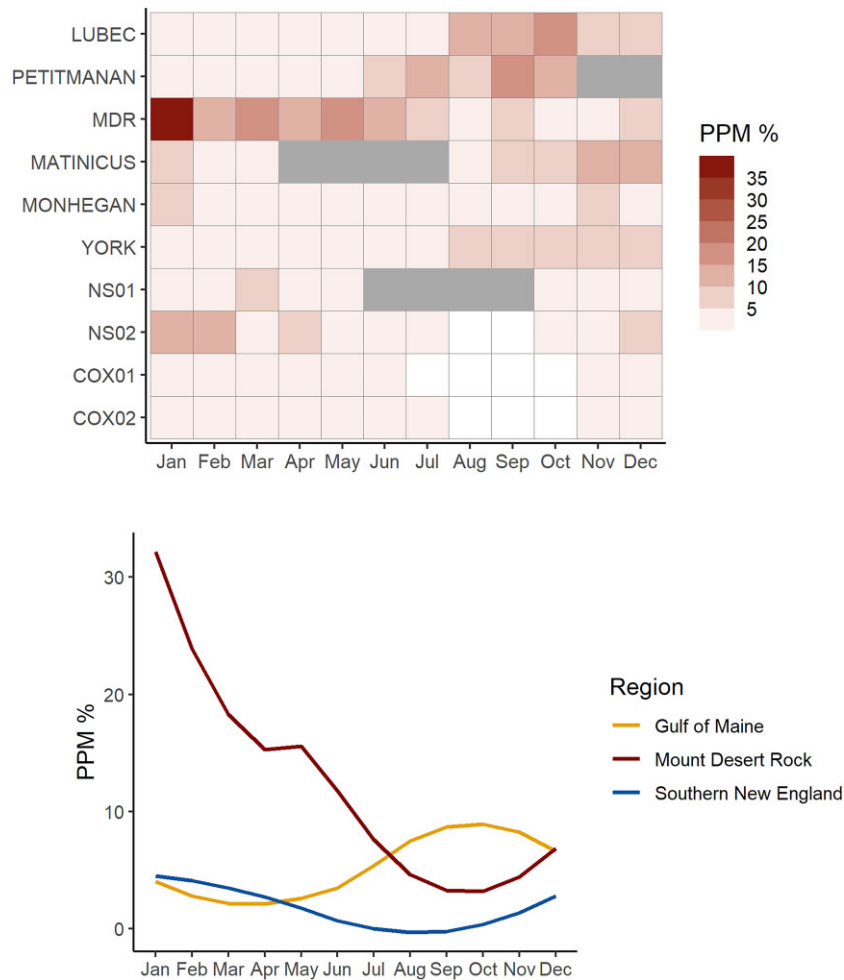 LUBEC
PETITMANAN
MDR
MATINICUS
MONHEGAN
YORK
NS01
NS02
COX01
COX02
Jan Feb Mar Apr May Jun Jul Aug Sep Oct Nov Dec
PPM %
35
30
25
20
15
10
5
PPM %
30
20
10
0
Jan Feb Mar Apr May Jun Jul Aug Sep Oct Nov Dec
Region
Gulf of Maine
Mount Desert Rock
Southern New England